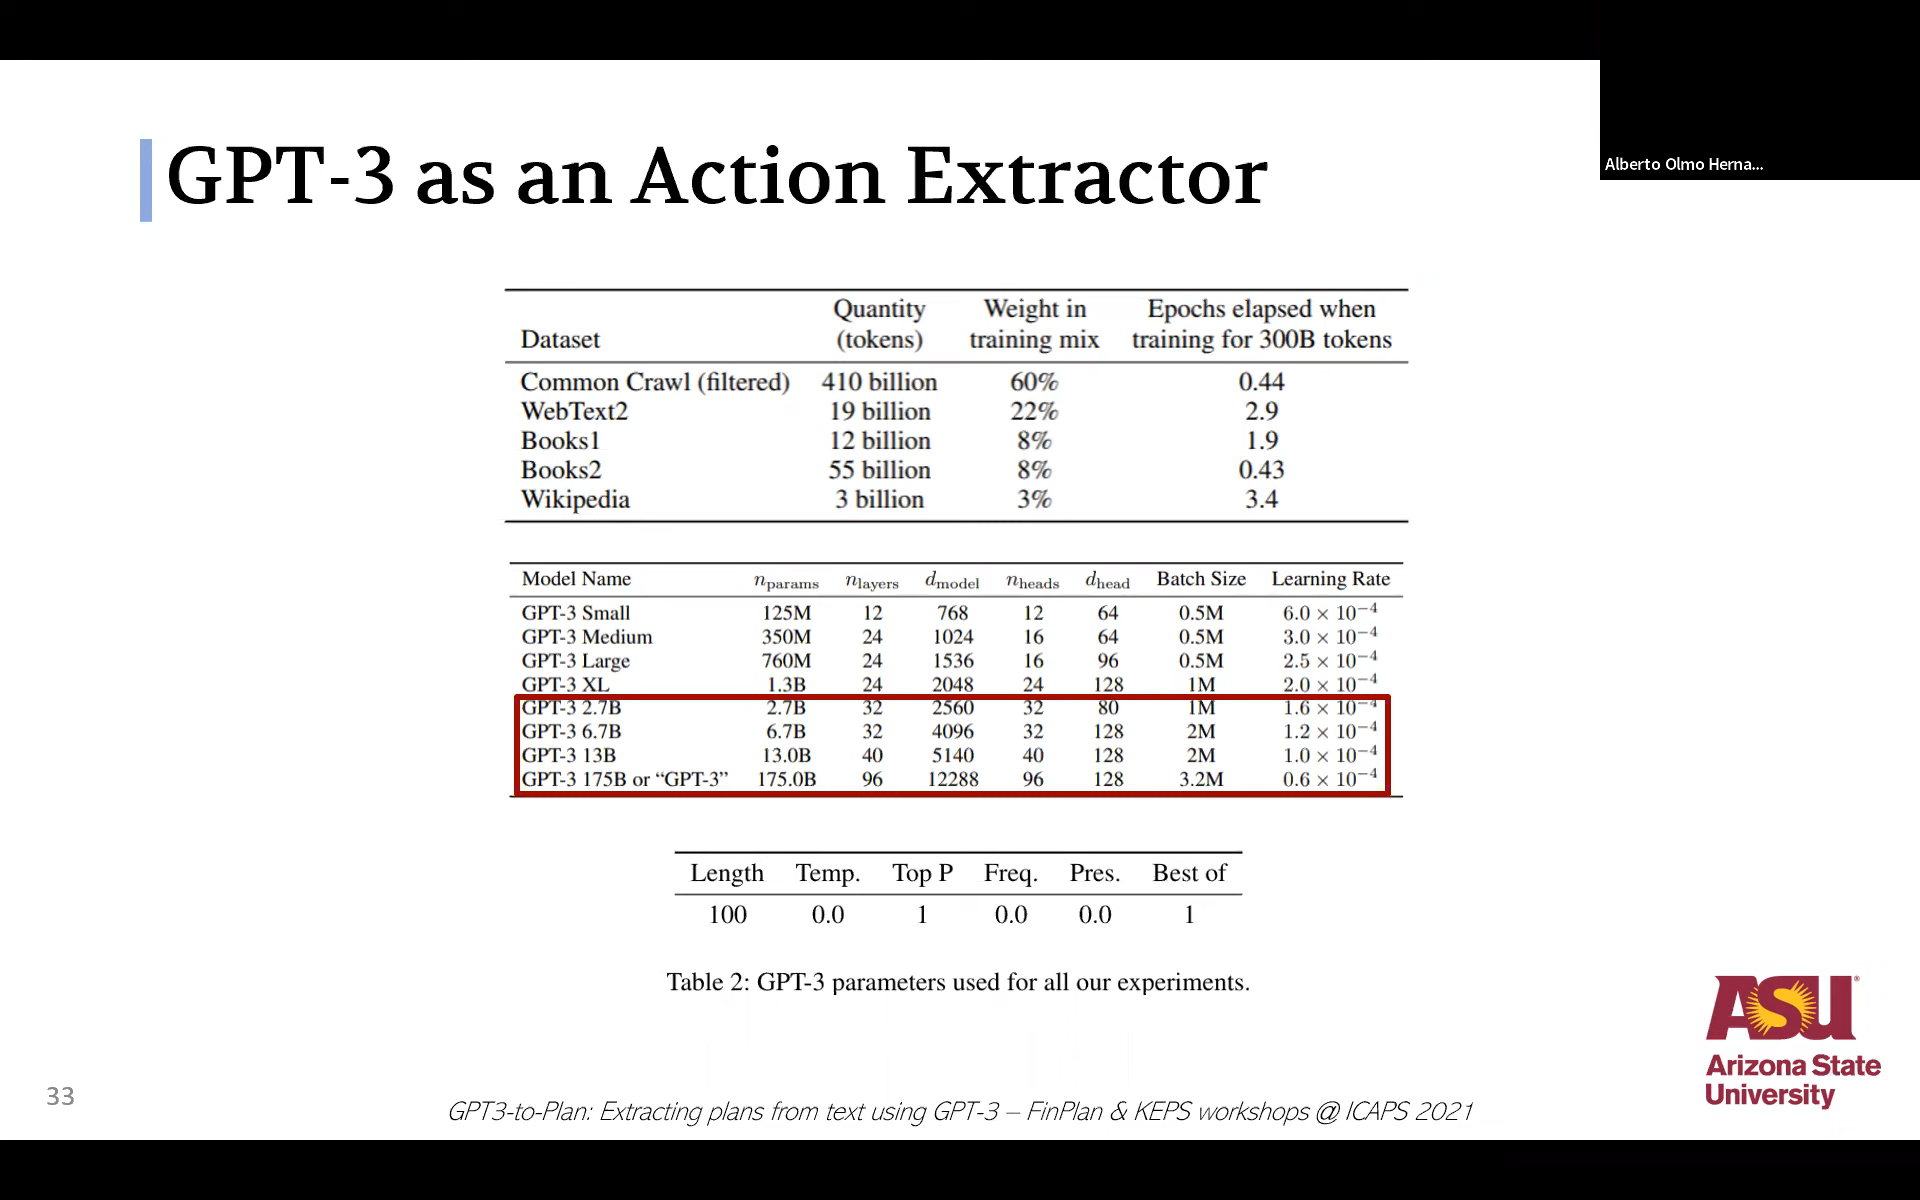 GPT-3 as an Action Extractor
Alberto Olmo Herna...
Dataset Quantity (tokens) Weight in training mix Epochs elapsed when training for 300B tokens
Common Crawl (filtered) 410 billion 60% 0.44
WebText2 19 billion 22% 2.9
Books1 12 billion 8% 1.9
Books2 55 billion 8% 0.43
Wikipedia 3 billion 3% 3.4
Model Name n_params n_layers d_model n_heads d_head Batch Size Learning Rate
GPT-3 Small 125M 12 768 12 64 0.5M 6.0 × 10⁻⁴
GPT-3 Medium 350M 24 1024 16 64 0.5M 3.0 × 10⁻⁴
GPT-3 Large 760M 24 1536 16 96 0.5M 2.5 × 10⁻⁴
GPT-3 XL 1.3B 24 2048 24 128 1M 2.0 × 10⁻⁴
GPT-3 2.7B 2.7B 32 2560 32 80 1M 1.6 × 10⁻⁴
GPT-3 6.7B 6.7B 32 4096 32 128 2M 1.2 × 10⁻⁴
GPT-3 13B 13.0B 40 5140 40 128 2M 1.0 × 10⁻⁴
GPT-3 175B or “GPT-3” 175.0B 96 12288 96 128 3.2M 0.6 × 10⁻⁴
Length Temp. Top P Freq. Pres. Best of
100 0.0 1 0.0 0.0 1
Table 2: GPT-3 parameters used for all our experiments.
ASU
Arizona State
University
33
GPT3-to-Plan: Extracting plans from text using GPT-3 – FinPlan & KEPS workshops @ ICAPS 2021